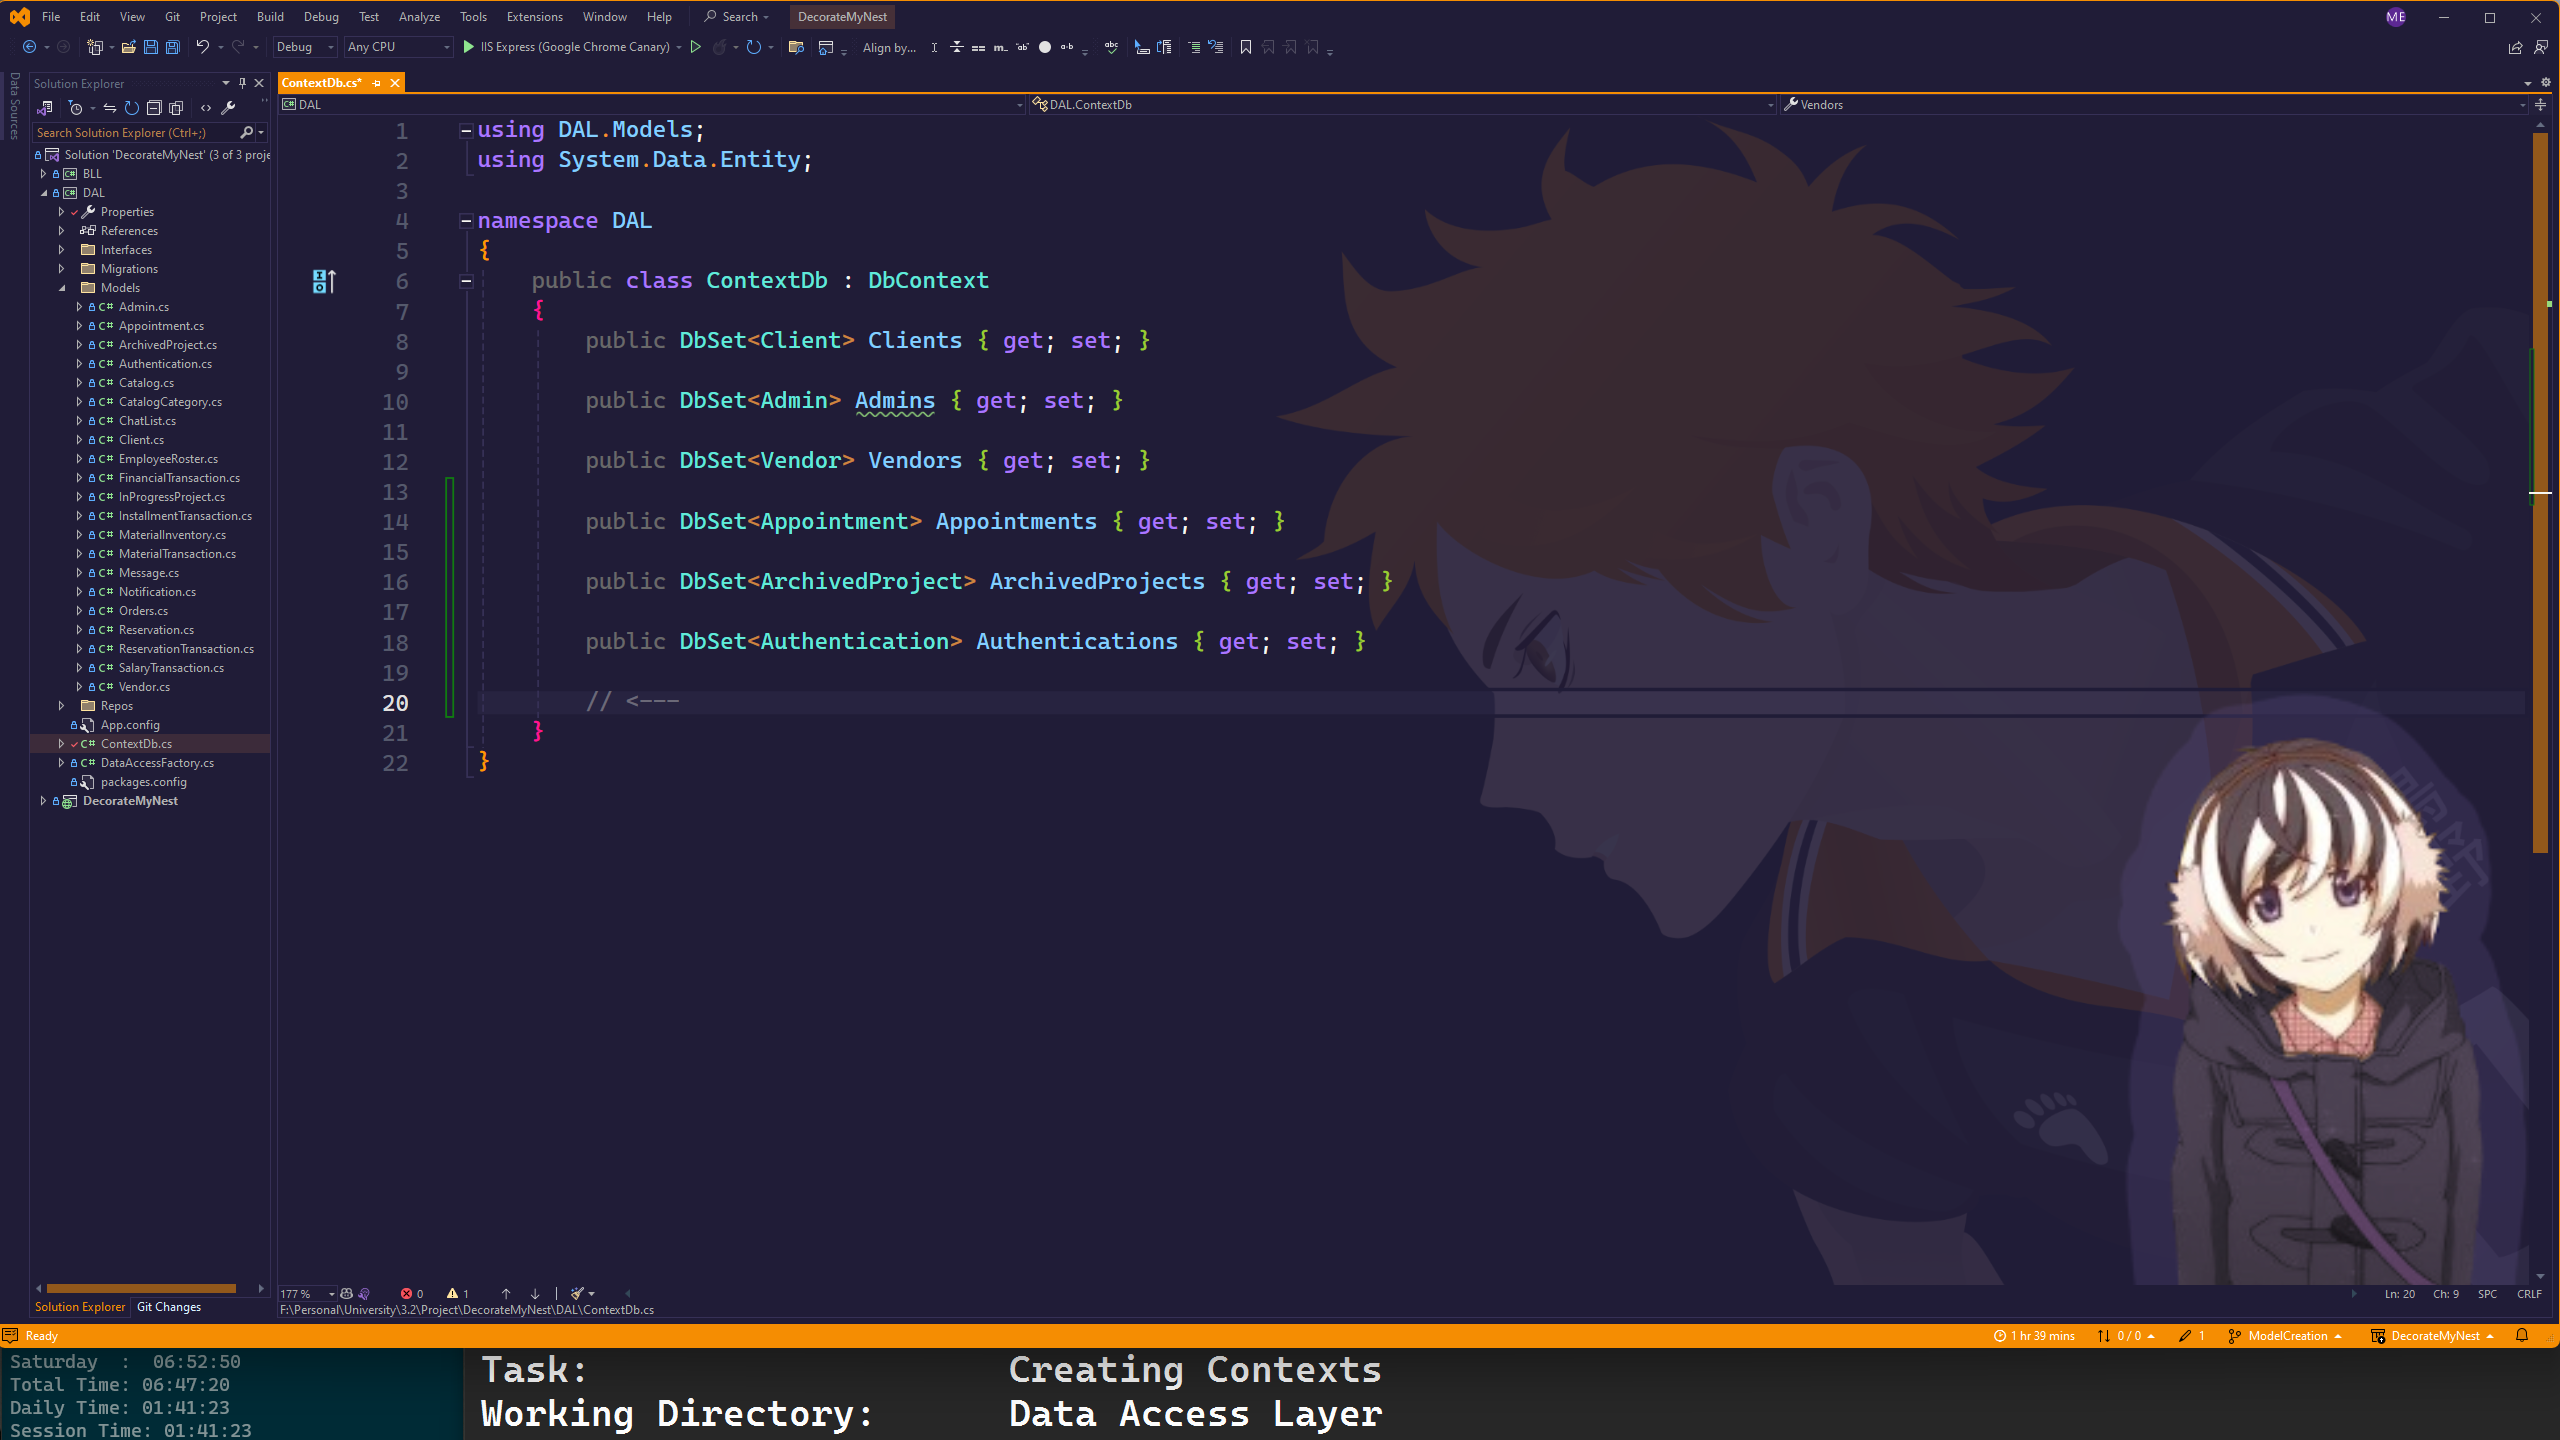 File Edit View Git Project Build Debug Test Analyze Tools Extensions Window Help Search DecorateMyNest ME
Debug Any CPU IIS Express (Google Chrome Canary) Align by...
Data Sources
Solution Explorer
Search Solution Explorer (Ctrl+;)
Solution 'DecorateMyNest' (3 of 3 proje
BLL
DAL
Properties
References
Interfaces
Migrations
Models
C# Admin.cs
C# Appointment.cs
C# ArchivedProject.cs
C# Authentication.cs
C# Catalog.cs
C# CatalogCategory.cs
C# ChatList.cs
C# Client.cs
C# EmployeeRoster.cs
C# FinancialTransaction.cs
C# InProgressProject.cs
C# InstallmentTransaction.cs
C# MaterialInventory.cs
C# MaterialTransaction.cs
C# Message.cs
C# Notification.cs
C# Orders.cs
C# Reservation.cs
C# ReservationTransaction.cs
C# SalaryTransaction.cs
C# Vendor.cs
Repos
App.config
C# ContextDb.cs
C# DataAccessFactory.cs
packages.config
DecorateMyNest
Solution Explorer Git Changes
ContextDb.cs*
DAL DAL.ContextDb Vendors
1 using DAL.Models;
2 using System.Data.Entity;
3
4 namespace DAL
5 {
6 public class ContextDb : DbContext
7 {
8 public DbSet<Client> Clients { get; set; }
9
10 public DbSet<Admin> Admins { get; set; }
11
12 public DbSet<Vendor> Vendors { get; set; }
13
14 public DbSet<Appointment> Appointments { get; set; }
15
16 public DbSet<ArchivedProject> ArchivedProjects { get; set; }
17
18 public DbSet<Authentication> Authentications { get; set; }
19
20 // <---
21 }
22 }
177 % 0 1 Ln: 20 Ch: 9 SPC CRLF
F:\Personal\University\3.2\Project\DecorateMyNest\DAL\ContextDb.cs
Ready 1 hr 39 mins 0 / 0 1 ModelCreation DecorateMyNest
Saturday : 06:52:50
Total Time: 06:47:20
Daily Time: 01:41:23
Session Time: 01:41:23
Task: Creating Contexts
Working Directory: Data Access Layer